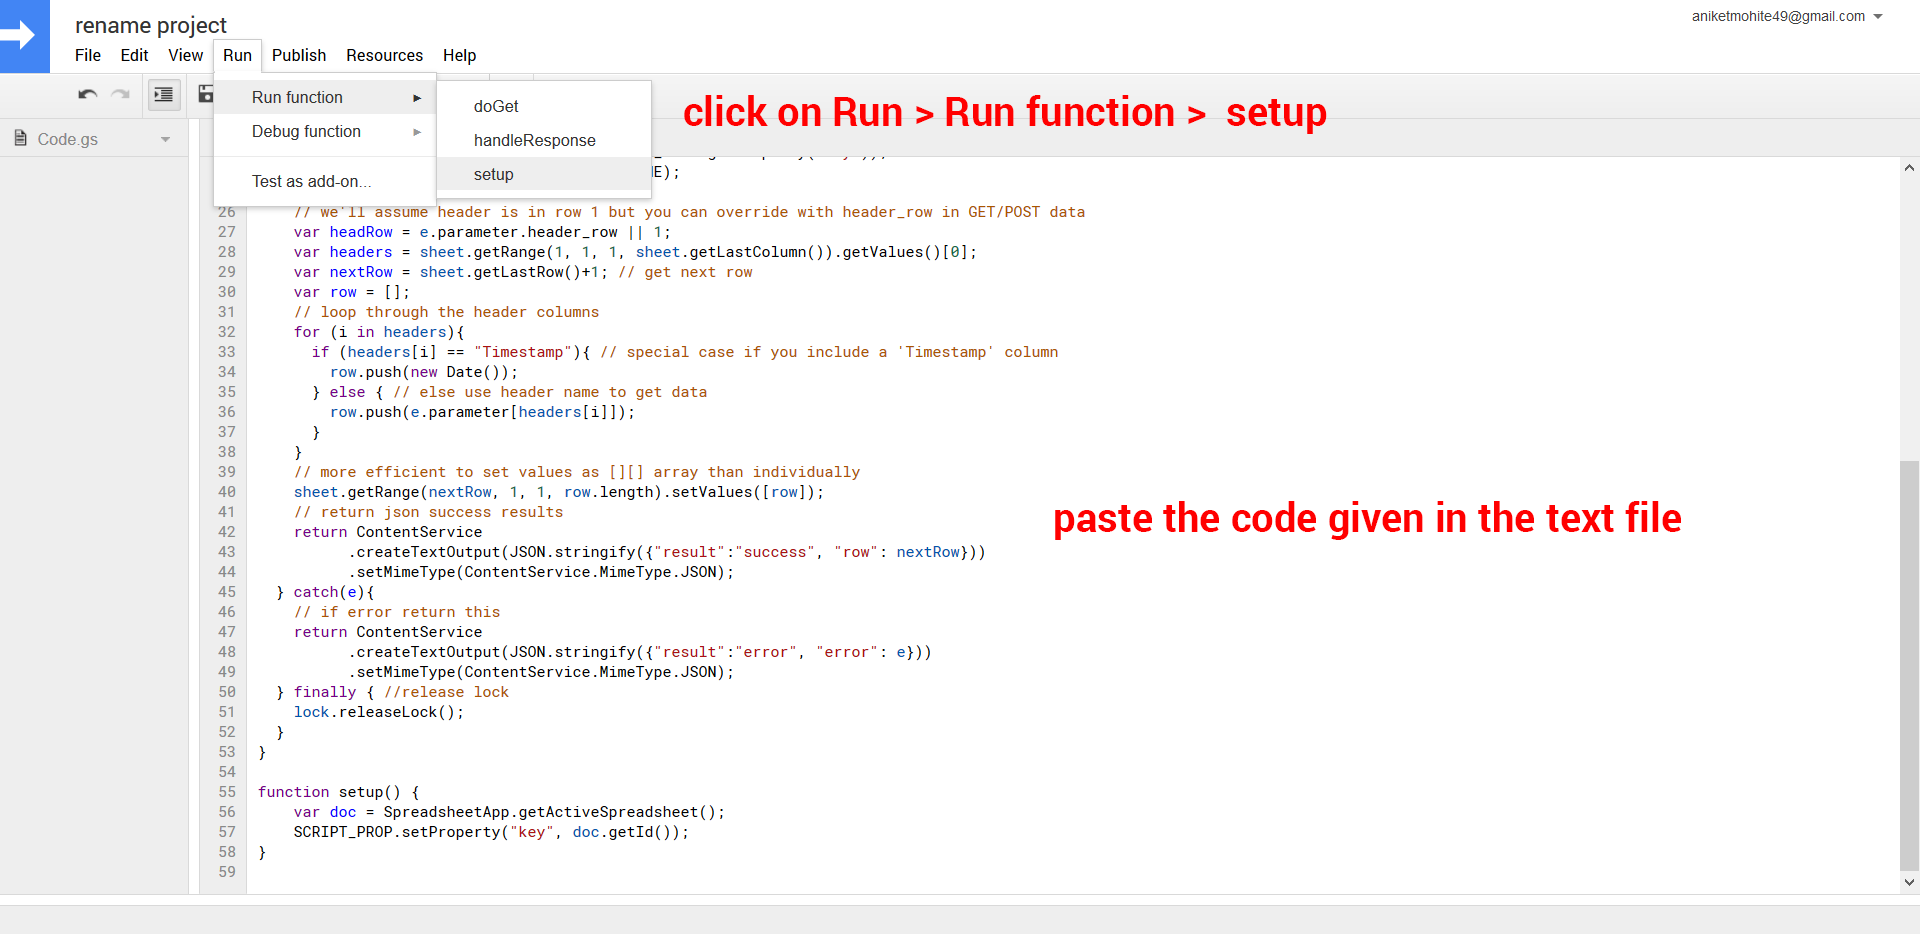 rename project
aniketmohite49@gmail.com
File Edit View Run Publish Resources Help
Run function
Debug function
Test as add-on...
doGet
handleResponse
setup
click on Run > Run function > setup
Code.gs
E);
26 // we'll assume header is in row 1 but you can override with header_row in GET/POST data
27 var headRow = e.parameter.header_row || 1;
28 var headers = sheet.getRange(1, 1, 1, sheet.getLastColumn()).getValues()[0];
29 var nextRow = sheet.getLastRow()+1; // get next row
30 var row = [];
31 // loop through the header columns
32 for (i in headers){
33 if (headers[i] == "Timestamp"){ // special case if you include a 'Timestamp' column
34 row.push(new Date());
35 } else { // else use header name to get data
36 row.push(e.parameter[headers[i]]);
37 }
38 }
39 // more efficient to set values as [][] array than individually
40 sheet.getRange(nextRow, 1, 1, row.length).setValues([row]);
41 // return json success results
42 return ContentService
43 .createTextOutput(JSON.stringify({"result":"success", "row": nextRow}))
44 .setMimeType(ContentService.MimeType.JSON);
45 } catch(e){
46 // if error return this
47 return ContentService
48 .createTextOutput(JSON.stringify({"result":"error", "error": e}))
49 .setMimeType(ContentService.MimeType.JSON);
50 } finally { //release lock
51 lock.releaseLock();
52 }
53 }
54
55 function setup() {
56 var doc = SpreadsheetApp.getActiveSpreadsheet();
57 SCRIPT_PROP.setProperty("key", doc.getId());
58 }
59
paste the code given in the text file